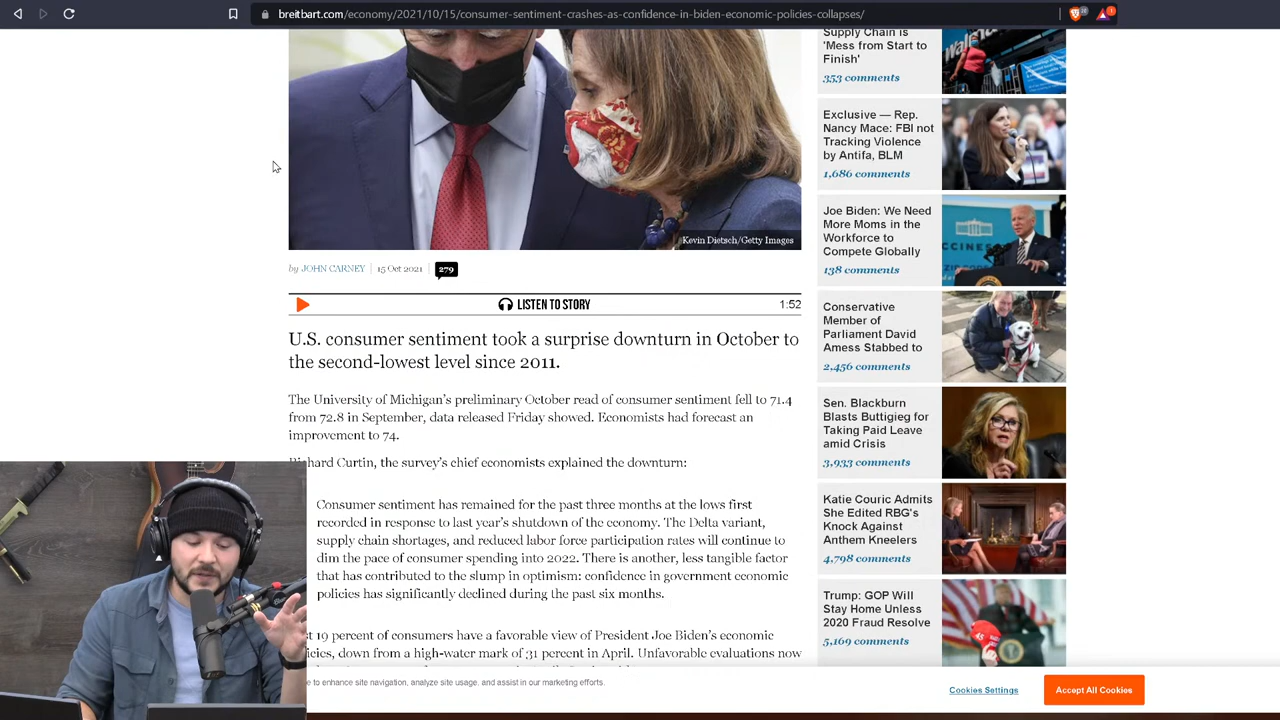 breitbart.com/economy/2021/10/15/consumer-sentiment-crashes-as-confidence-in-biden-economic-policies-collapses/
Kevin Dietsch/Getty Images
by JOHN CARNEY | 15 Oct 2021 | 279
LISTEN TO STORY 1:52
U.S. consumer sentiment took a surprise downturn in October to
the second-lowest level since 2011.
The University of Michigan's preliminary October read of consumer sentiment fell to 71.4
from 72.8 in September, data released Friday showed. Economists had forecast an
improvement to 74.
Richard Curtin, the survey's chief economists explained the downturn:
Consumer sentiment has remained for the past three months at the lows first
recorded in response to last year's shutdown of the economy. The Delta variant,
supply chain shortages, and reduced labor force participation rates will continue to
dim the pace of consumer spending into 2022. There is another, less tangible factor
that has contributed to the slump in optimism: confidence in government economic
policies has significantly declined during the past six months.
19 percent of consumers have a favorable view of President Joe Biden's economic
down from a high-water mark of 31 percent in April. Unfavorable evaluations now
Supply Chain is
'Mess from Start to
Finish'
353 comments
Walmart
Exclusive — Rep.
Nancy Mace: FBI not
Tracking Violence
by Antifa, BLM
1,686 comments
Joe Biden: We Need
More Moms in the
Workforce to
Compete Globally
138 comments
Conservative
Member of
Parliament David
Amess Stabbed to
2,456 comments
Sen. Blackburn
Blasts Buttigieg for
Taking Paid Leave
amid Crisis
3,933 comments
Katie Couric Admits
She Edited RBG's
Knock Against
Anthem Kneelers
4,798 comments
Trump: GOP Will
Stay Home Unless
2020 Fraud Resolve
5,169 comments
to enhance site navigation, analyze site usage, and assist in our marketing efforts.
Cookies Settings
Accept All Cookies